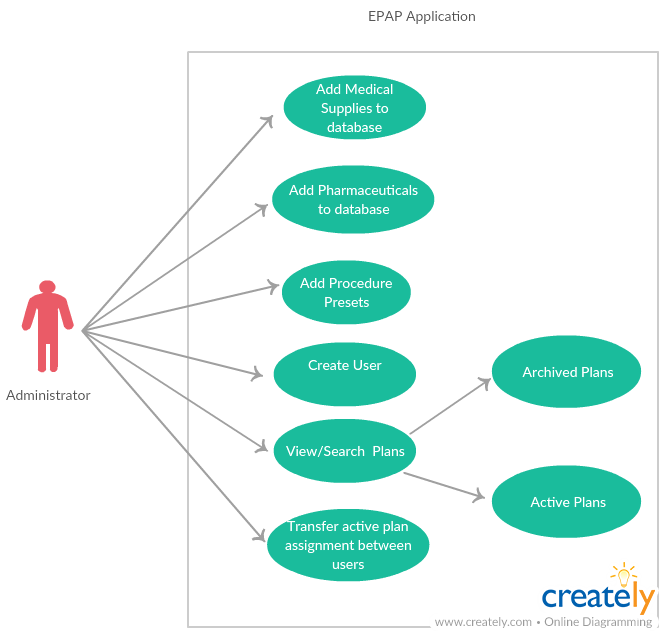 EPAP Application
Add Medical
Supplies to
database
Add Pharmaceuticals
to database
Add Procedure
Presets
Create User
Archived Plans
Administrator
View/Search Plans
Active Plans
Transfer active plan
assignment between
users
creately
www.creately.com • Online Diagramming